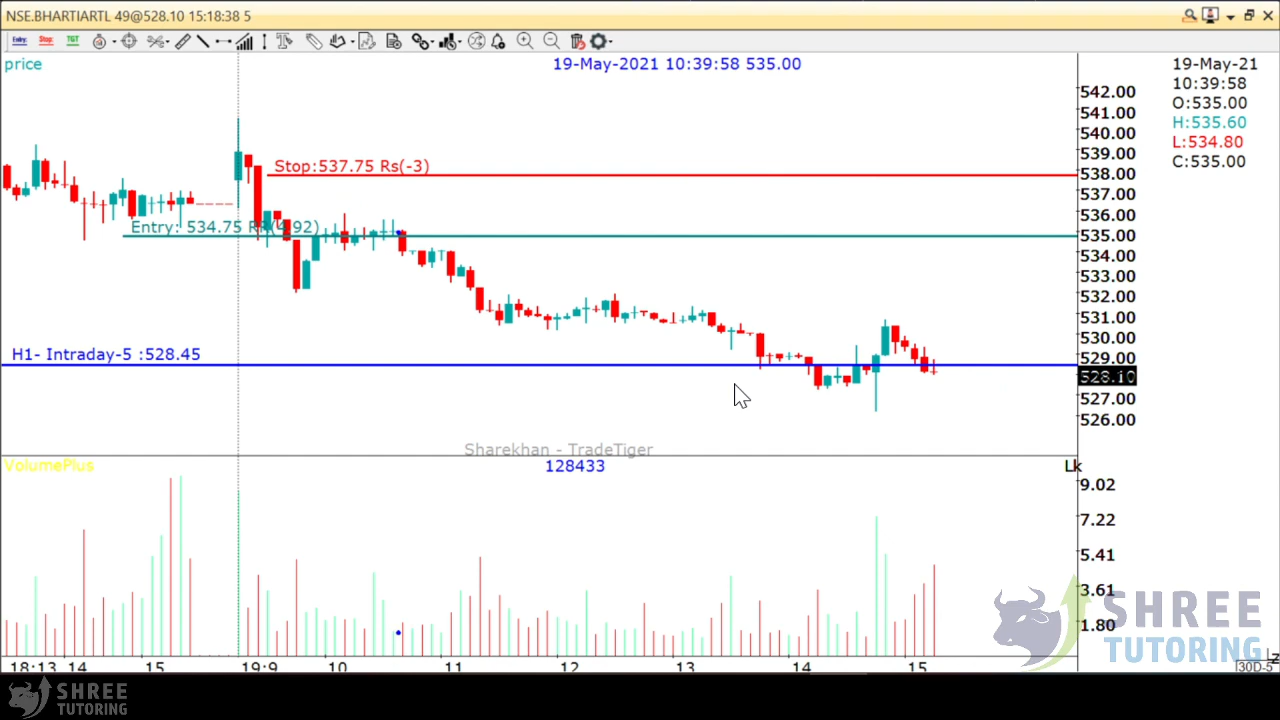 NSE.BHARTIARTL 49@528.10 15:18:38 5
Entry Stop TGT
price
19-May-2021 10:39:58 535.00
19-May-21
10:39:58
O:535.00
H:535.60
L:534.80
C:535.00
542.00
541.00
540.00
539.00
538.00
537.00
536.00
535.00
534.00
533.00
532.00
531.00
530.00
529.00
528.10
527.00
526.00
Stop:537.75 Rs(-3)
Entry: 534.75
H1- Intraday-5 :528.45
Sharekhan - TradeTiger
VolumePlus
128433
Lk
9.02
7.22
5.41
3.61
1.80
18:13 14 15 19:9 10 11 12 13 14 15
30D-5
SHREE
TUTORING
SHREE
TUTORING